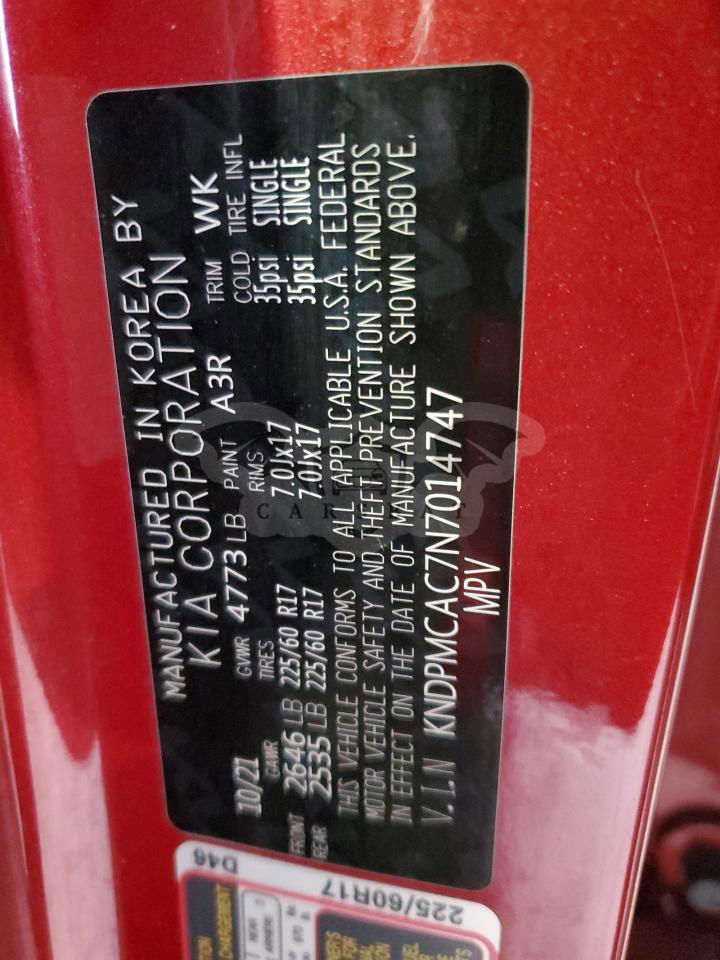 MANUFACTURED IN KOREA BY
KIA CORPORATION
10/21 GVWR 4773 LB PAINT A3R TRIM WK
GAWR TIRES RIMS COLD TIRE INFL
FRONT 2646 LB 225/60 R17 7.0Jx17 35psi SINGLE
REAR 2535 LB 225/60 R17 7.0Jx17 35psi SINGLE
THIS VEHICLE CONFORMS TO ALL APPLICABLE U.S.A. FEDERAL
MOTOR VEHICLE SAFETY AND THEFT PREVENTION STANDARDS
IN EFFECT ON THE DATE OF MANUFACTURE SHOWN ABOVE.
V.I.N KNDPMCAC7N7014747
MPV
D46
225/60R17
REAR